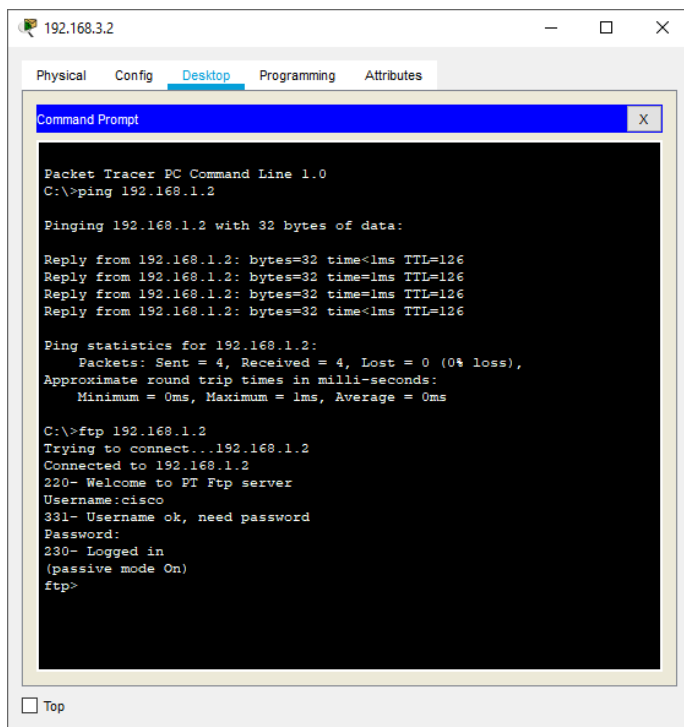 192.168.3.2
Physical Config Desktop Programming Attributes
Command Prompt
X
Packet Tracer PC Command Line 1.0
C:\>ping 192.168.1.2
Pinging 192.168.1.2 with 32 bytes of data:
Reply from 192.168.1.2: bytes=32 time<1ms TTL=126
Reply from 192.168.1.2: bytes=32 time=1ms TTL=126
Reply from 192.168.1.2: bytes=32 time=1ms TTL=126
Reply from 192.168.1.2: bytes=32 time<1ms TTL=126
Ping statistics for 192.168.1.2:
Packets: Sent = 4, Received = 4, Lost = 0 (0% loss),
Approximate round trip times in milli-seconds:
Minimum = 0ms, Maximum = 1ms, Average = 0ms
C:\>ftp 192.168.1.2
Trying to connect...192.168.1.2
Connected to 192.168.1.2
220- Welcome to PT Ftp server
Username:cisco
331- Username ok, need password
Password:
230- Logged in
(passive mode On)
ftp>
Top